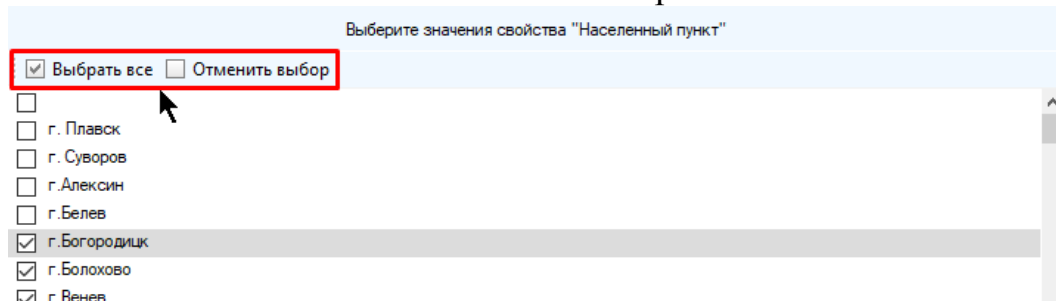 Выберите значения свойства "Населенный пункт"
Выбрать все Отменить выбор
г. Плавск
г. Суворов
г.Алексин
г.Белев
г.Богородицк
г.Болохово
г.Венев